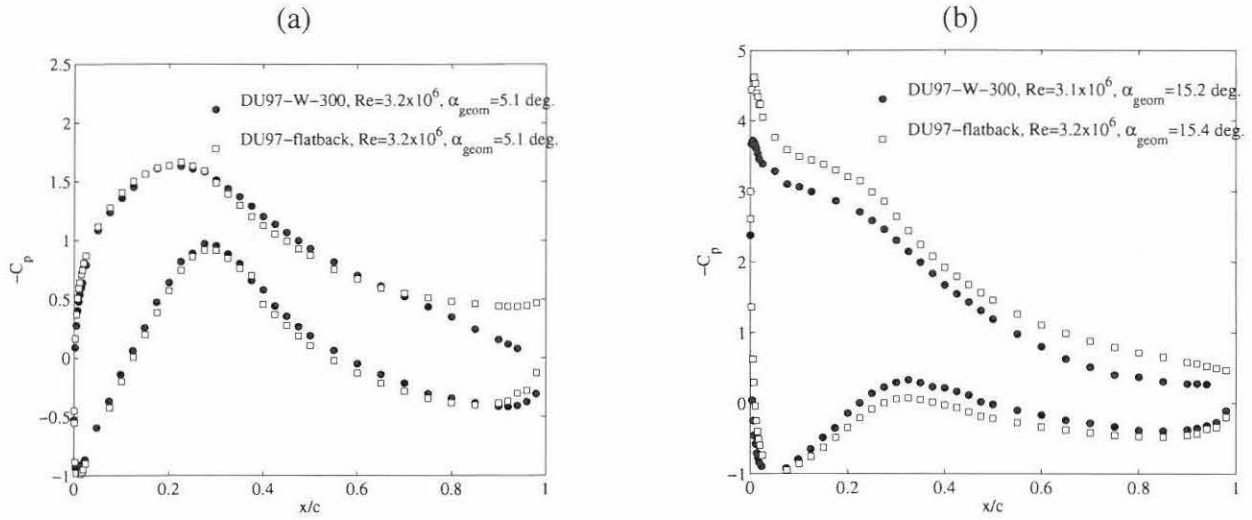 (a)
2.5
2
1.5
1
0.5
0
-0.5
-1
-C_p
DU97-W-300, Re=3.2x10^6, α_geom=5.1 deg.
DU97-flatback, Re=3.2x10^6, α_geom=5.1 deg.
0 0.2 0.4 0.6 0.8 1
x/c
(b)
5
4
3
2
1
0
-1
-C_p
DU97-W-300, Re=3.1x10^6, α_geom=15.2 deg.
DU97-flatback, Re=3.2x10^6, α_geom=15.4 deg.
0 0.2 0.4 0.6 0.8 1
x/c